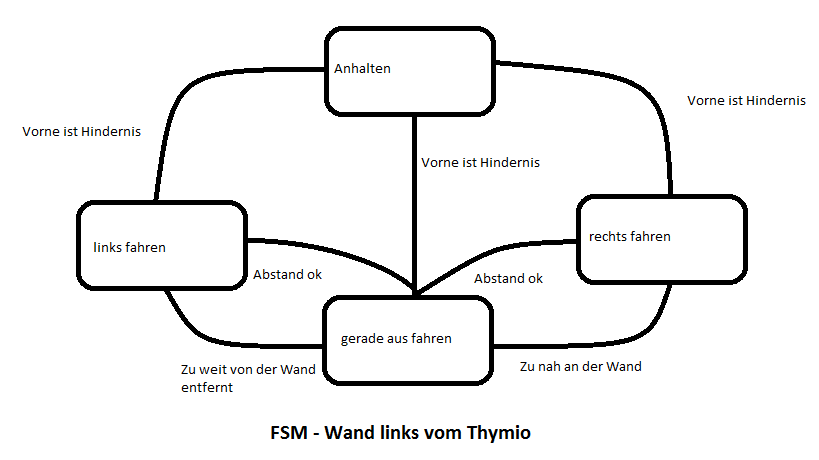 Anhalten
Vorne ist Hindernis
Vorne ist Hindernis
Vorne ist Hindernis
links fahren
rechts fahren
Abstand ok
Abstand ok
gerade aus fahren
Zu weit von der Wand
entfernt
Zu nah an der Wand
FSM - Wand links vom Thymio